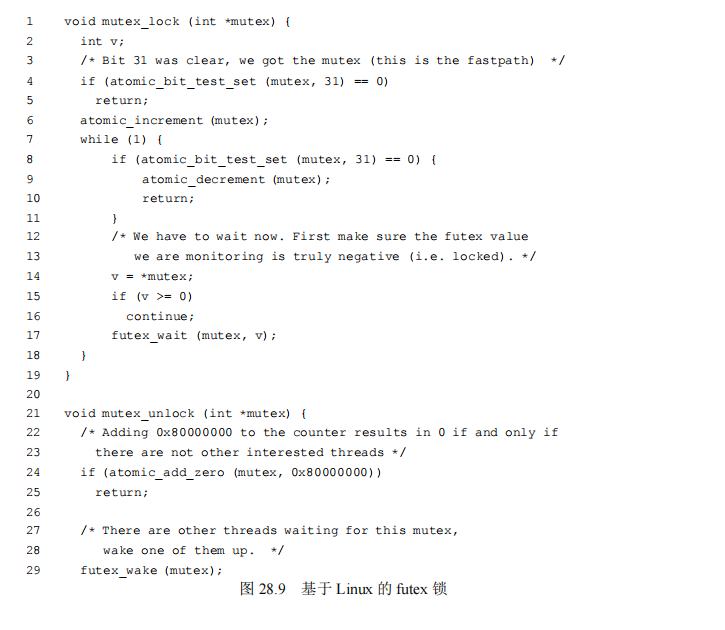 1 void mutex_lock (int *mutex) {
2 int v;
3 /* Bit 31 was clear, we got the mutex (this is the fastpath) */
4 if (atomic_bit_test_set (mutex, 31) == 0)
5 return;
6 atomic_increment (mutex);
7 while (1) {
8 if (atomic_bit_test_set (mutex, 31) == 0) {
9 atomic_decrement (mutex);
10 return;
11 }
12 /* We have to wait now. First make sure the futex value
13 we are monitoring is truly negative (i.e. locked). */
14 v = *mutex;
15 if (v >= 0)
16 continue;
17 futex_wait (mutex, v);
18 }
19 }
20
21 void mutex_unlock (int *mutex) {
22 /* Adding 0x80000000 to the counter results in 0 if and only if
23 there are not other interested threads */
24 if (atomic_add_zero (mutex, 0x80000000))
25 return;
26
27 /* There are other threads waiting for this mutex,
28 wake one of them up. */
29 futex_wake (mutex);
图 28.9 基于 Linux 的 futex 锁